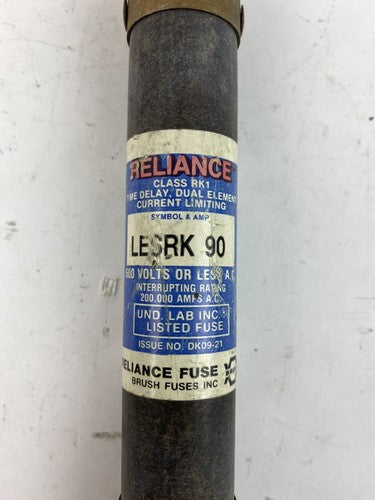 RELIANCE
CLASS RK1
TIME DELAY, DUAL ELEMENT
CURRENT LIMITING
SYMBOL & AMP
LESRK 90
600 VOLTS OR LESS A.C.
INTERRUPTING RATING
200,000 AMPS A.C.
UND. LAB INC.®
LISTED FUSE
ISSUE NO. DK09-21
RELIANCE FUSE
BRUSH FUSES INC